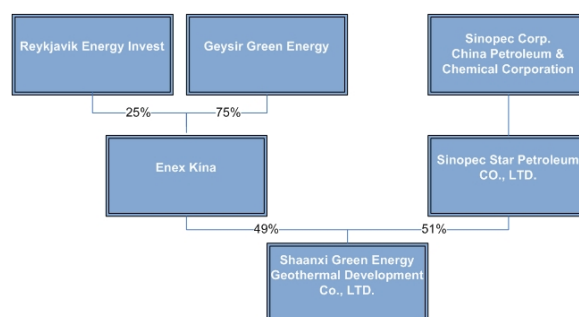 Reykjavik Energy Invest
Geysir Green Energy
Sinopec Corp.
China Petroleum &
Chemical Corporation
25%
75%
Enex Kina
Sinopec Star Petroleum
CO., LTD.
49%
51%
Shaanxi Green Energy
Geothermal Development
Co., LTD.